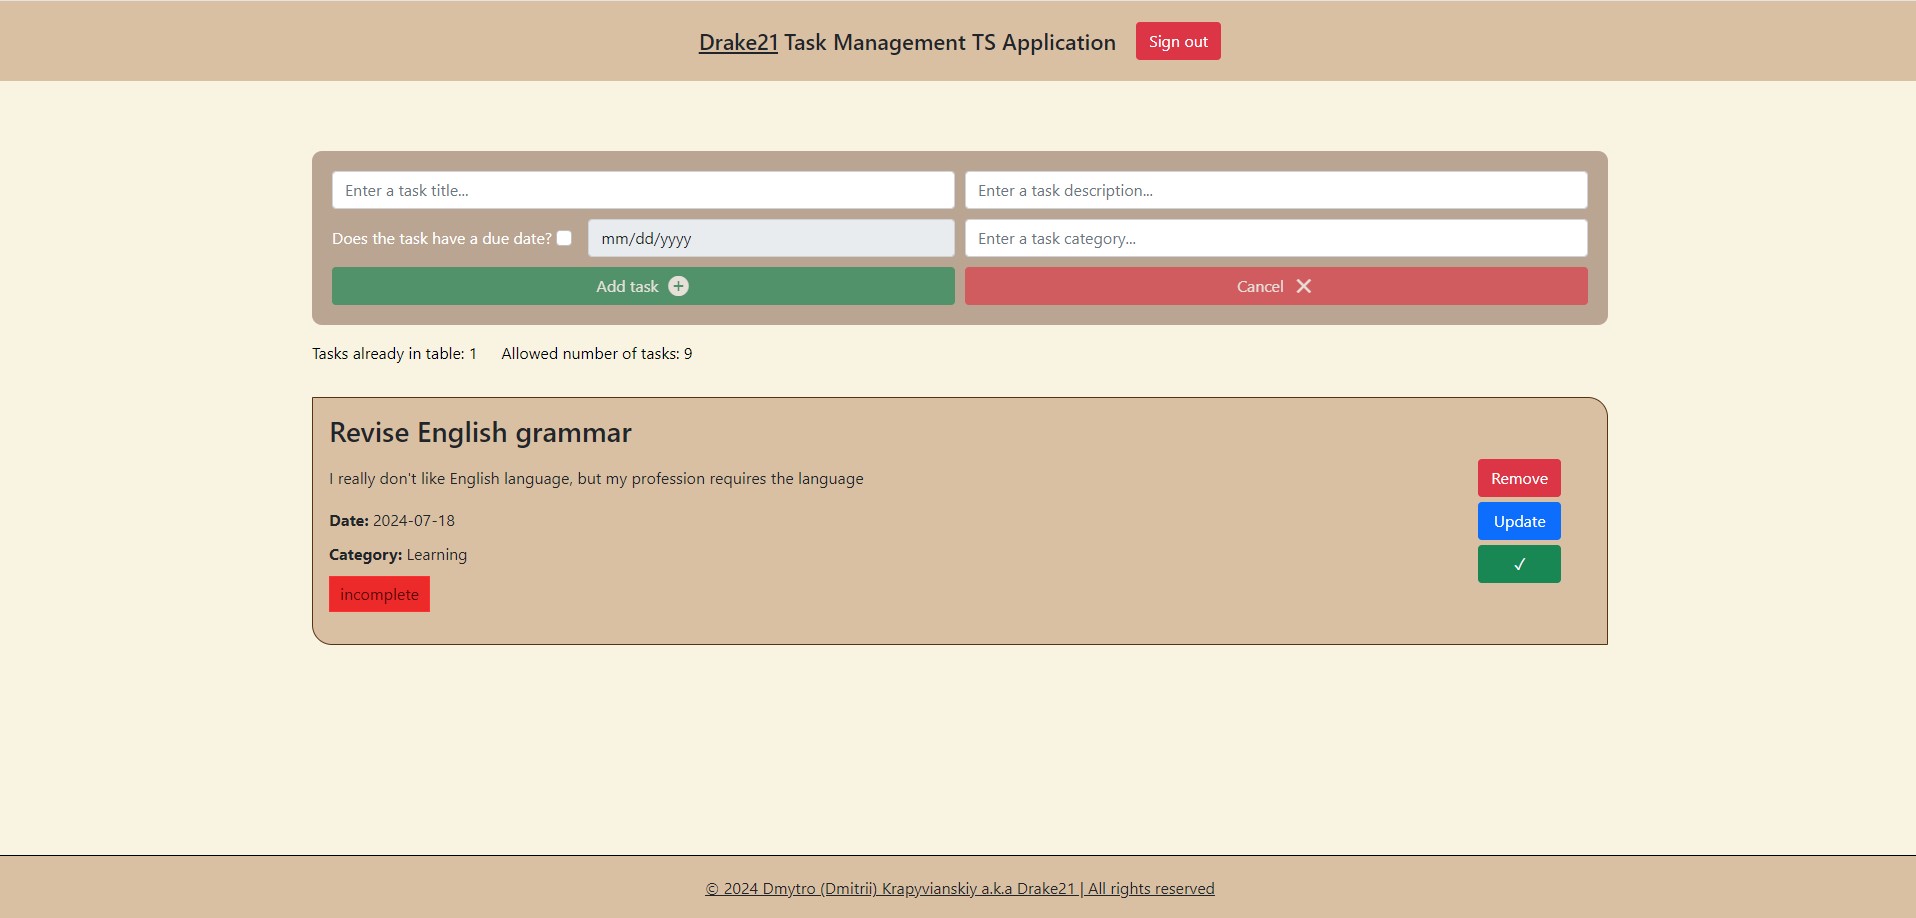 Drake21 Task Management TS Application Sign out
Enter a task title... Enter a task description...
Does the task have a due date? mm/dd/yyyy Enter a task category...
Add task Cancel
Tasks already in table: 1 Allowed number of tasks: 9
Revise English grammar
I really don't like English language, but my profession requires the language
Remove
Date: 2024-07-18
Update
Category: Learning
✓
incomplete
© 2024 Dmytro (Dmitrii) Krapyvianskiy a.k.a Drake21 | All rights reserved